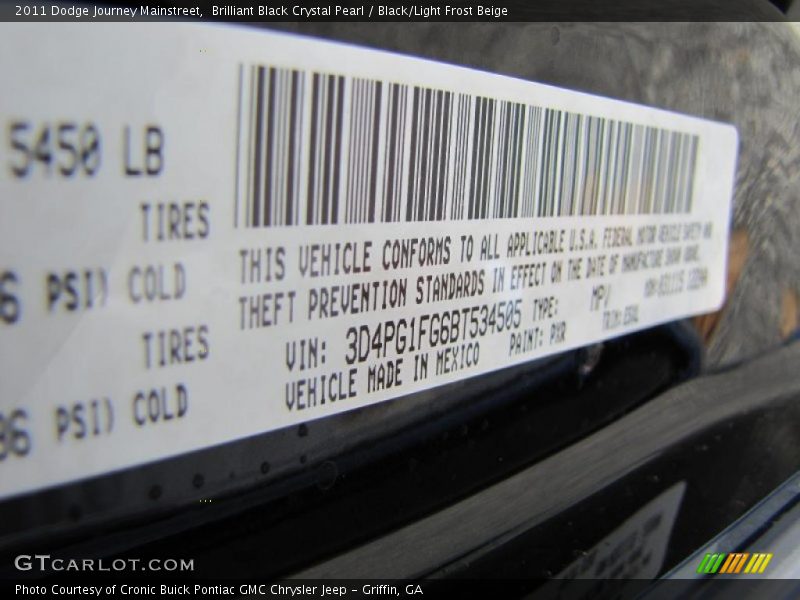 2011 Dodge Journey Mainstreet,  Brilliant Black Crystal Pearl / Black/Light Frost Beige
5450 LB
TIRES
PSI) COLD
TIRES
PSI) COLD
THIS VEHICLE CONFORMS TO ALL APPLICABLE U.S.A. FEDERAL MOTOR VEHICLE SAFETY AND
THEFT PREVENTION STANDARDS IN EFFECT ON THE DATE OF MANUFACTURE SHOWN ABOVE.
VIN: 3D4PG1FG6BT534505 TYPE: MPV
VEHICLE MADE IN MEXICO PAINT: PXR
GTCARLOT.COM
Photo Courtesy of Cronic Buick Pontiac GMC Chrysler Jeep - Griffin, GA